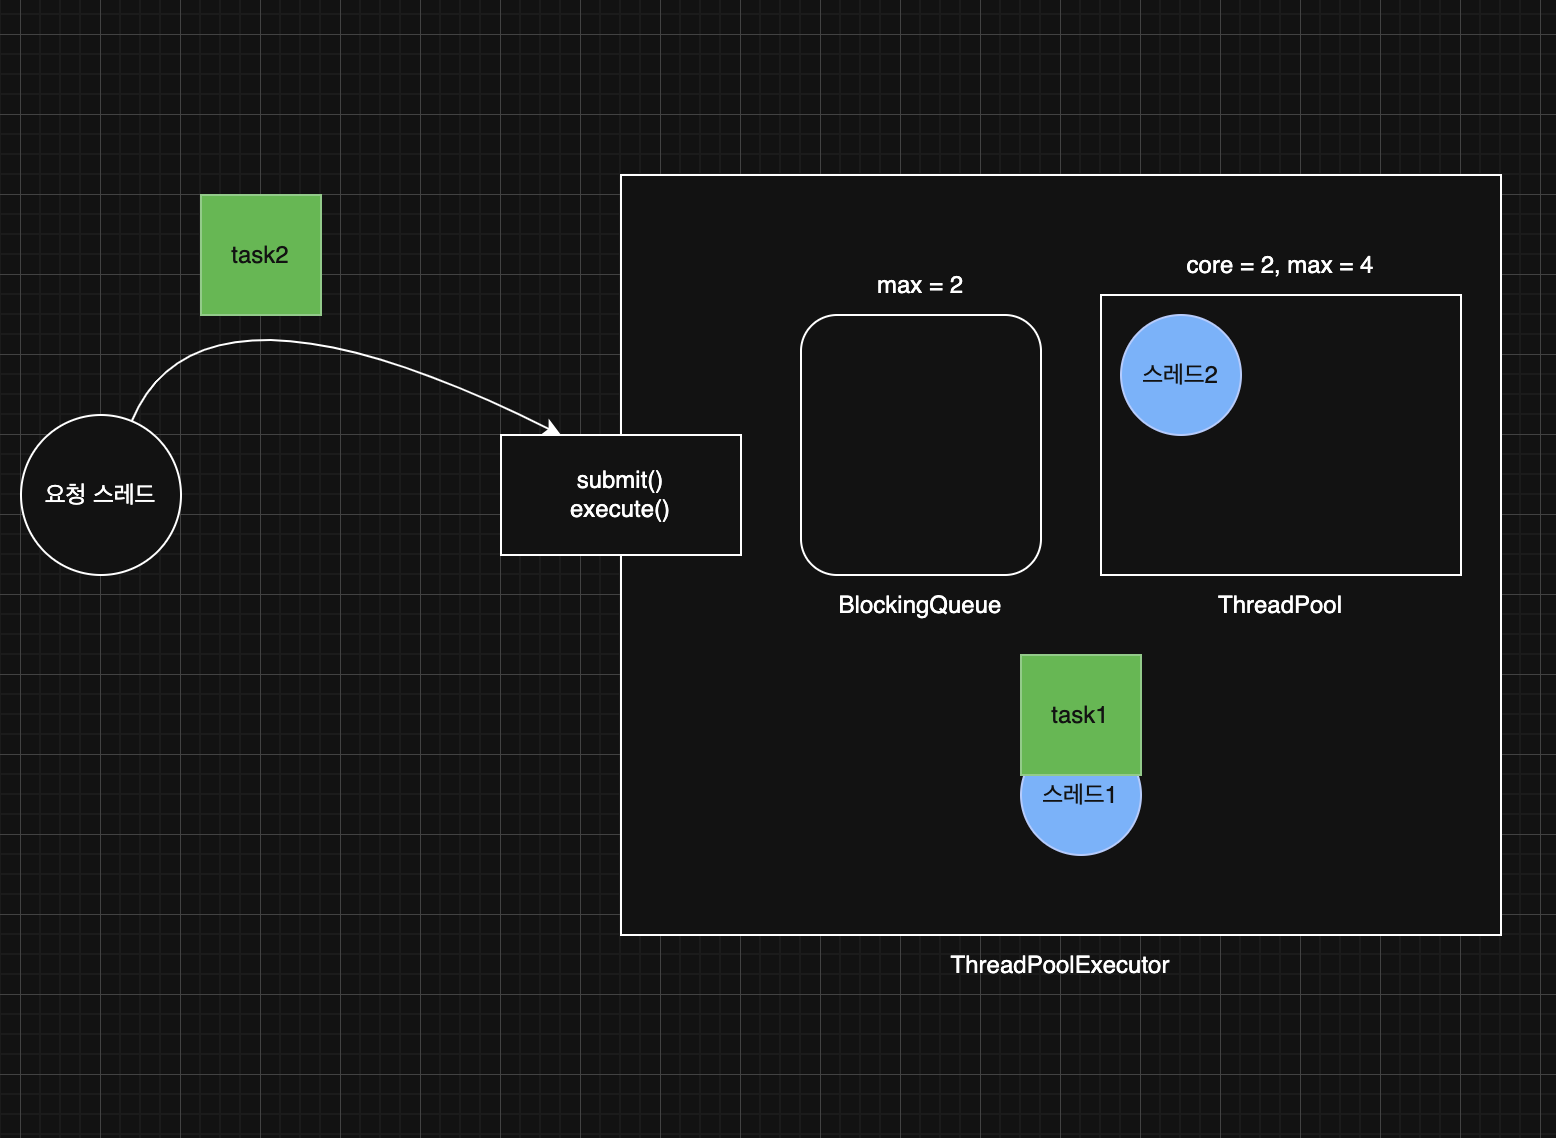 task2
요청 스레드
submit()
execute()
max = 2
BlockingQueue
core = 2, max = 4
스레드2
ThreadPool
task1
스레드1
ThreadPoolExecutor